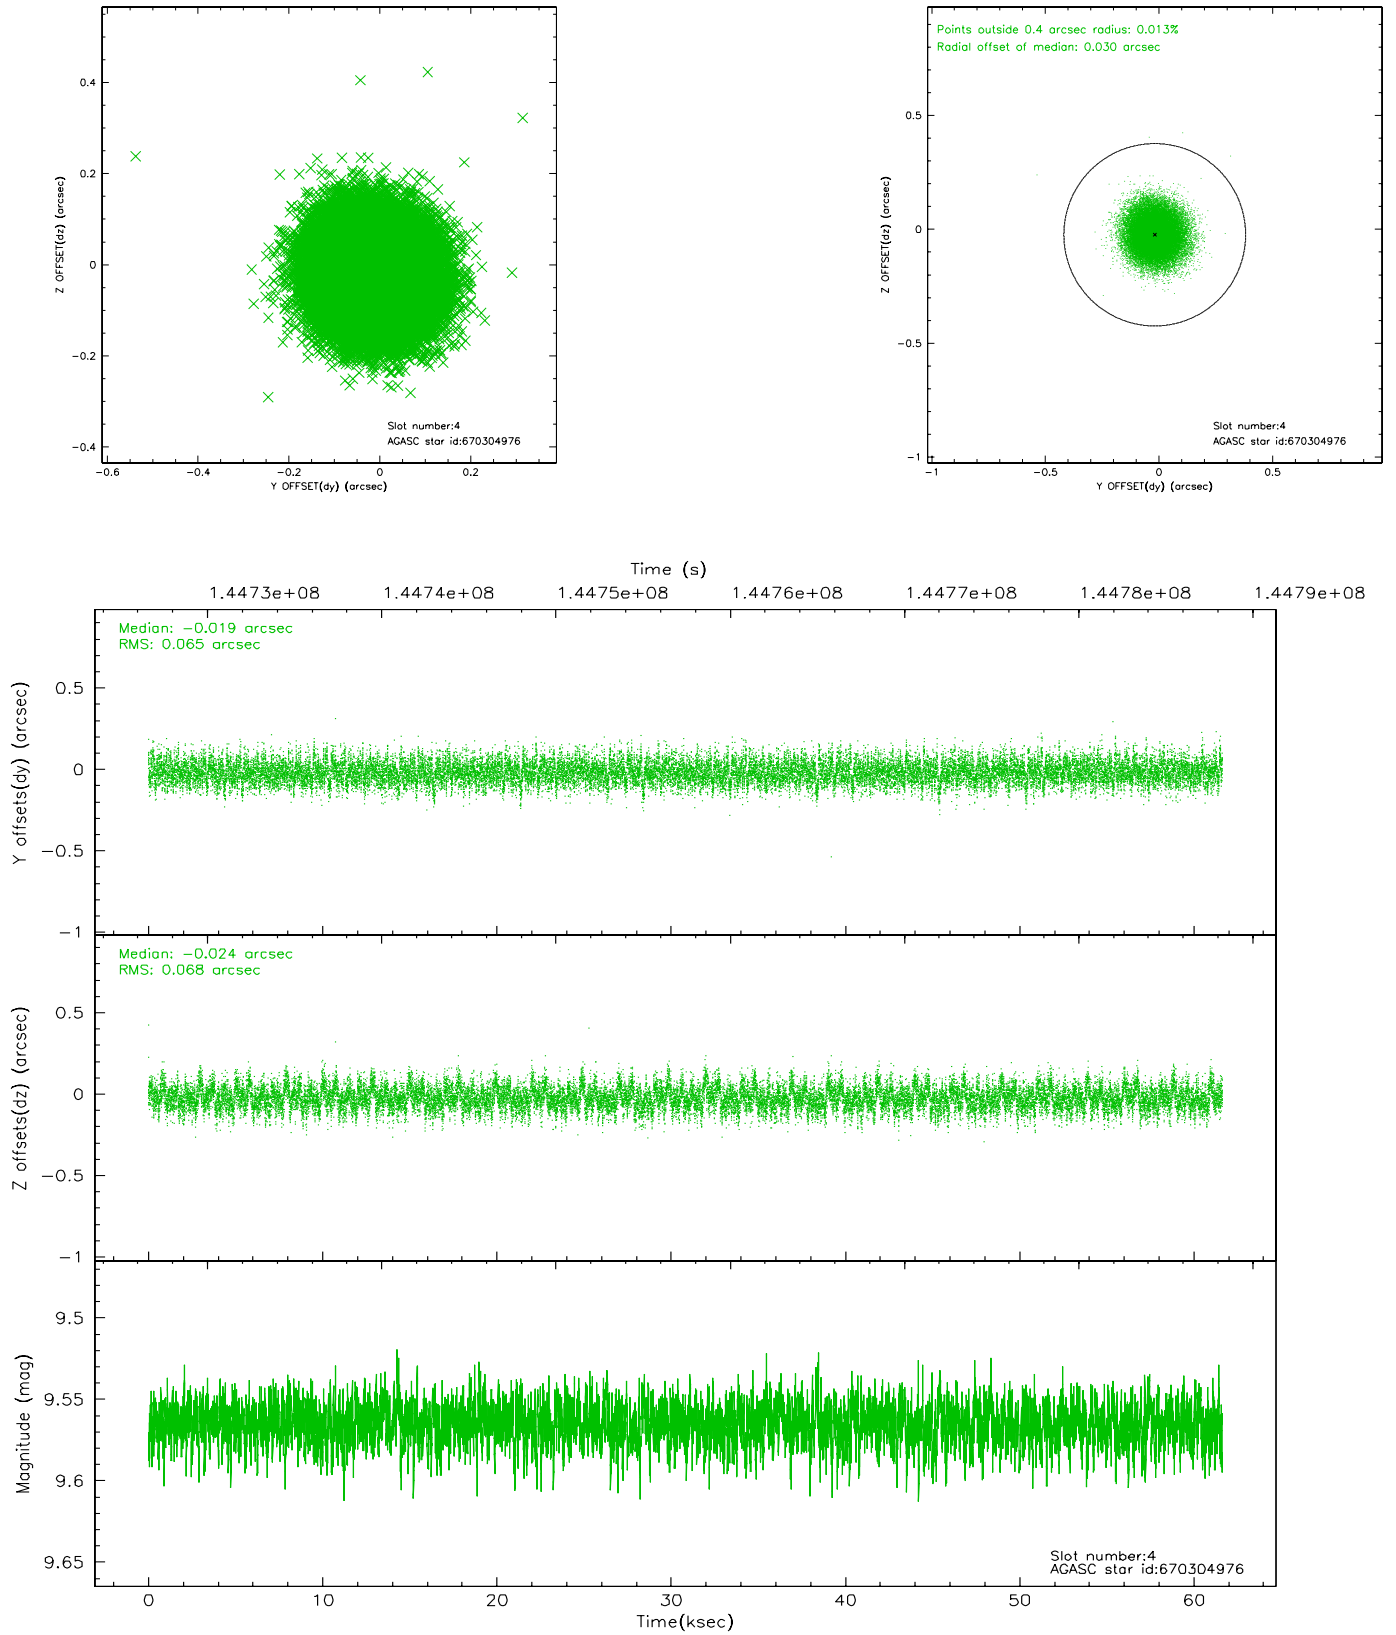 0.4
0.2
0
-0.2
-0.4
Z OFFSET(dz) (arcsec)
Slot number:4
AGASC star id:670304976
-0.6 -0.4 -0.2 0 0.2
Y OFFSET(dy) (arcsec)
Points outside 0.4 arcsec radius: 0.013%
Radial offset of median: 0.030 arcsec
0.5
0
-0.5
-1
Z OFFSET(dz) (arcsec)
Slot number:4
AGASC star id:670304976
-1 -0.5 0 0.5
Y OFFSET(dy) (arcsec)
Time (s)
1.4473e+08 1.4474e+08 1.4475e+08 1.4476e+08 1.4477e+08 1.4478e+08 1.4479e+08
Median: -0.019 arcsec
RMS: 0.065 arcsec
0.5
0
-0.5
-1
Y offsets(dy) (arcsec)
Median: -0.024 arcsec
RMS: 0.068 arcsec
0.5
0
-0.5
-1
Z offsets(dz) (arcsec)
9.5
9.55
9.6
9.65
Magnitude (mag)
Slot number:4
AGASC star id:670304976
0 10 20 30 40 50 60
Time(ksec)